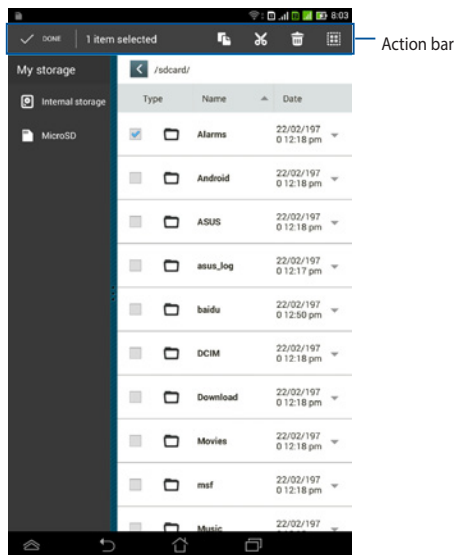 8:03
DONE 1 item selected
Action bar
My storage
/sdcard/
Internal storage
MicroSD
Type Name Date
Alarms 22/02/197
0 12:18 pm
Android 22/02/197
0 12:18 pm
ASUS 22/02/197
0 12:18 pm
asus_log 22/02/197
0 12:17 pm
baidu 22/02/197
0 12:50 pm
DCIM 22/02/197
0 12:18 pm
Download 22/02/197
0 12:18 pm
Movies 22/02/197
0 12:18 pm
msf 22/02/197
0 12:18 pm
Music 22/02/197